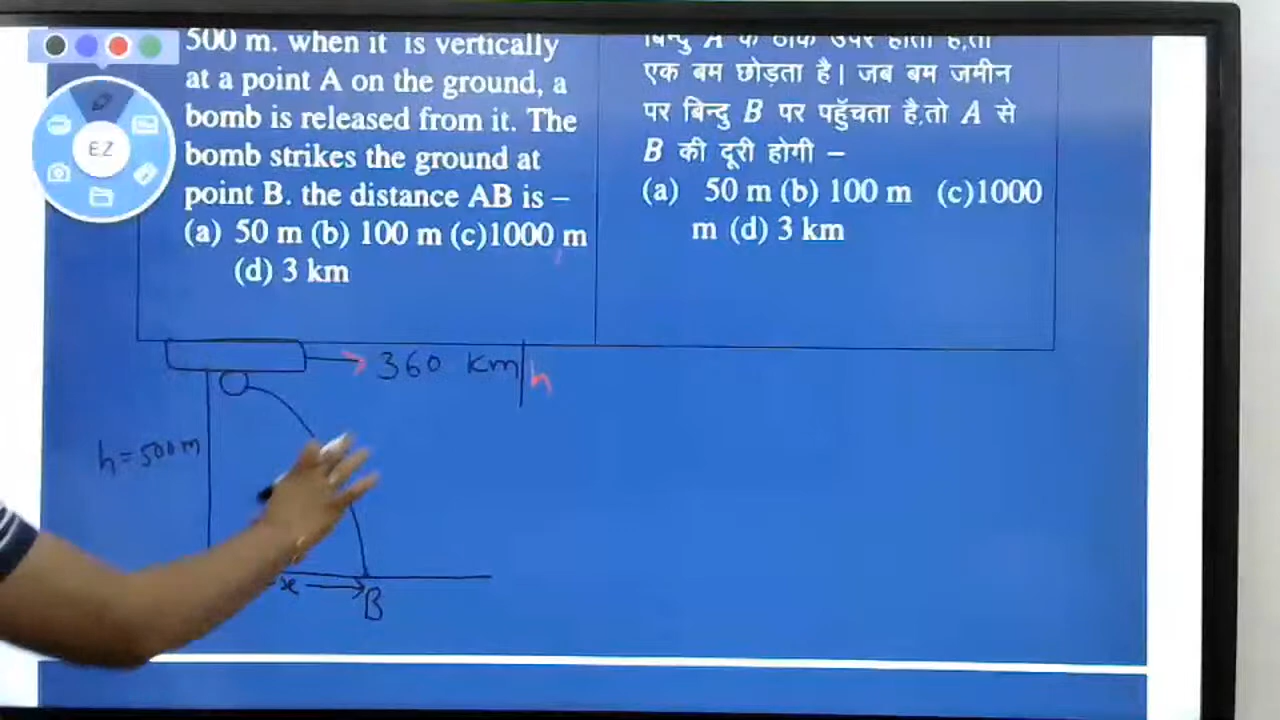 500 m. when it is vertically
at a point A on the ground, a
bomb is released from it. The
bomb strikes the ground at
point B. the distance AB is –
(a) 50 m (b) 100 m (c)1000 m
(d) 3 km
बिन्दु A के ठीक उपर होता है,तो
एक बम छोड़ता है। जब बम जमीन
पर बिन्दु B पर पहुँचता है,तो A से
B की दूरी होगी –
(a) 50 m (b) 100 m (c)1000
m (d) 3 km
EZ
360 km/h
h = 500 m
x
B